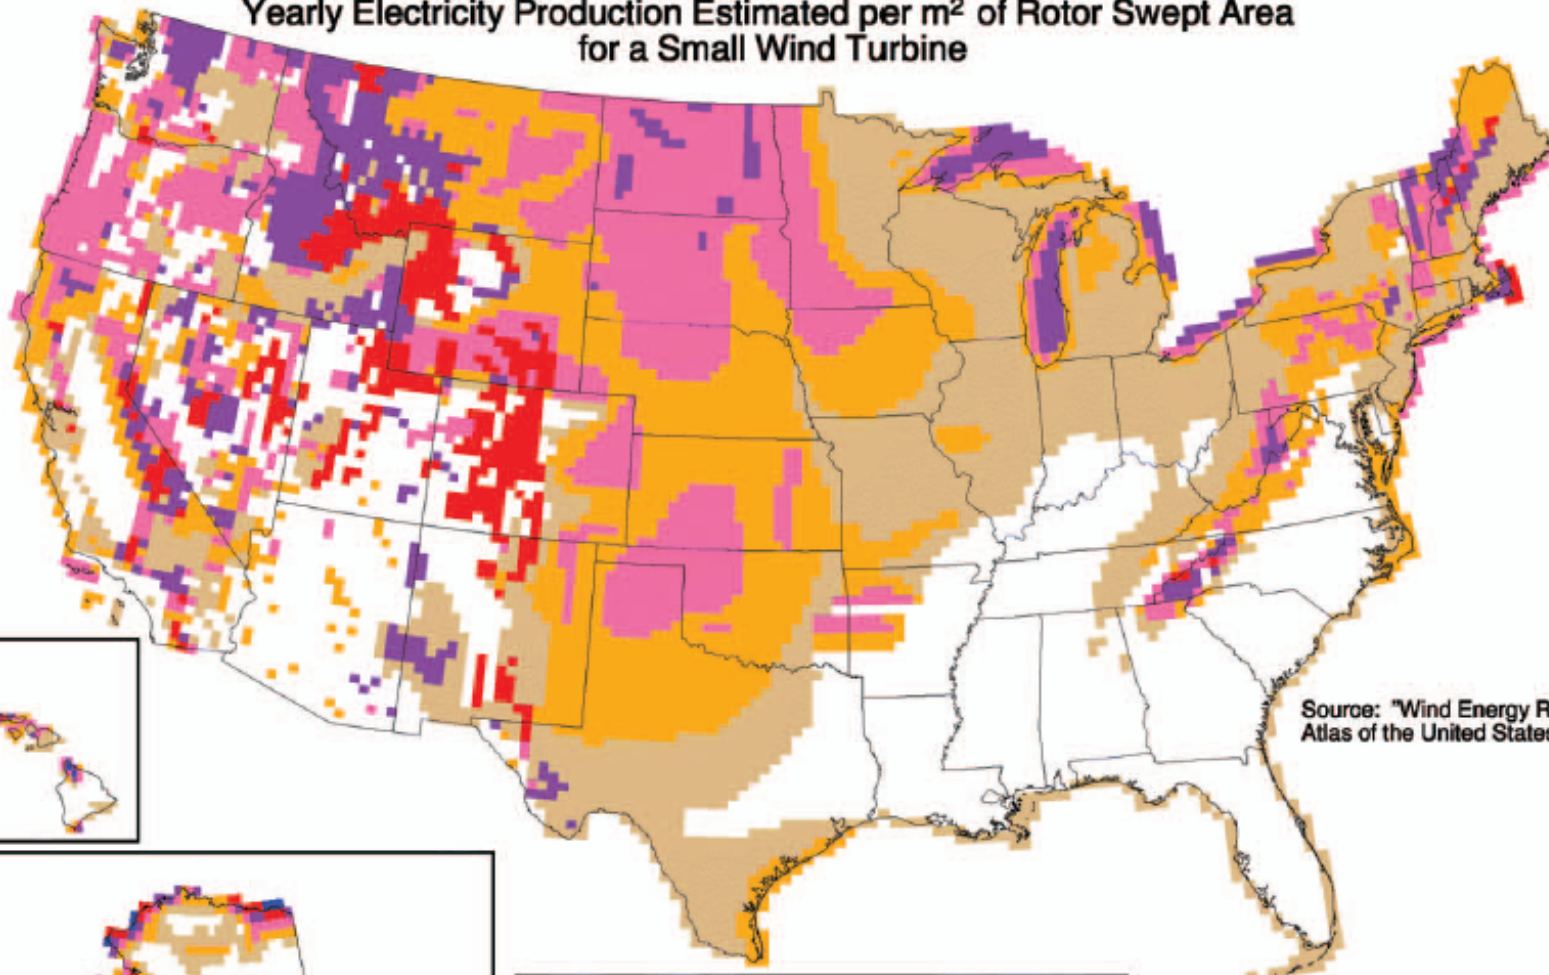 Yearly Electricity Production Estimated per m² of Rotor Swept Area
for a Small Wind Turbine
Source: "Wind Energy R
Atlas of the United States